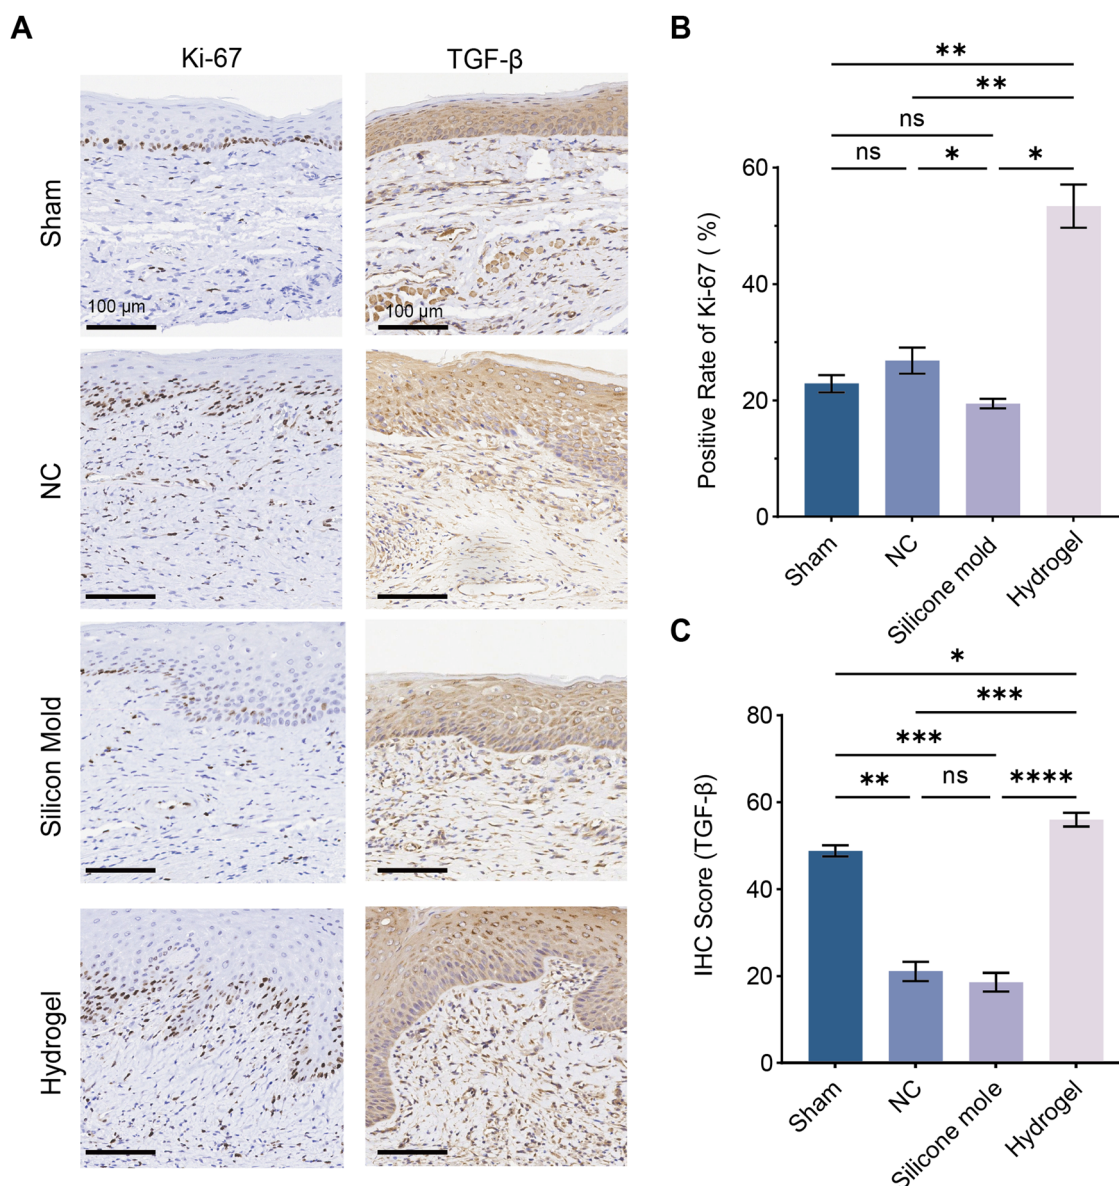 A
Ki-67
TGF-β
Sham
100 μm
100 μm
NC
Silicon Mold
Hydrogel
B
**
**
ns
ns
*
*
Positive Rate of Ki-67 ( %)
60
40
20
0
Sham
NC
Silicone mold
Hydrogel
C
*
***
***
**
ns
****
IHC Score (TGF-β)
80
60
40
20
0
Sham
NC
Silicone mole
Hydrogel